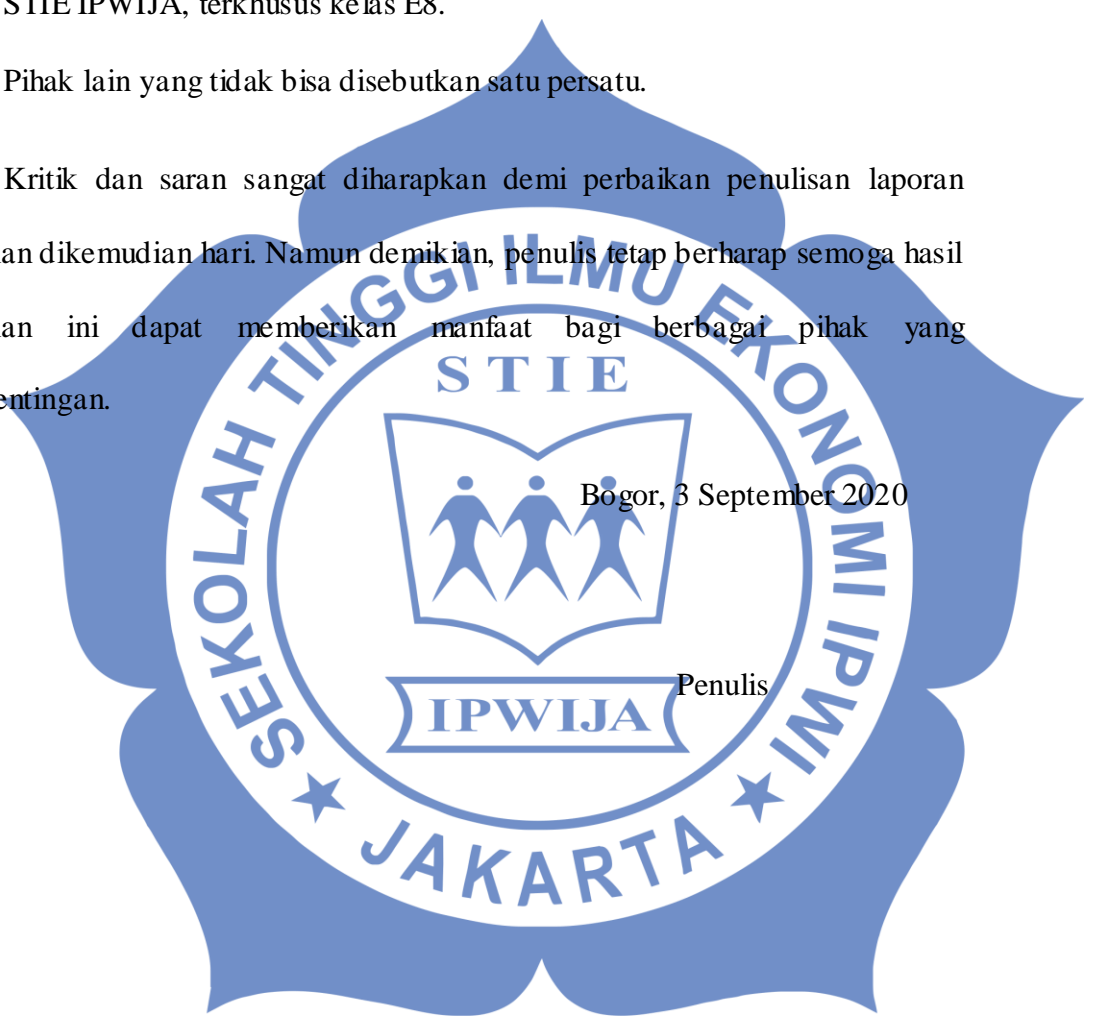 STIE IPWIJA, terkhusus kelas E8.
Pihak lain yang tidak bisa disebutkan satu persatu.
Kritik dan saran sangat diharapkan demi perbaikan penulisan laporan
an dikemudian hari. Namun demikian, penulis tetap berharap semoga hasil
an ini dapat memberikan manfaat bagi berbagai pihak yang
entingan.
Bogor, 3 September 2020
Penulis
SEKOLAH TINGGI ILMU EKONOMI IPWI
STIE
IPWIJA
JAKARTA